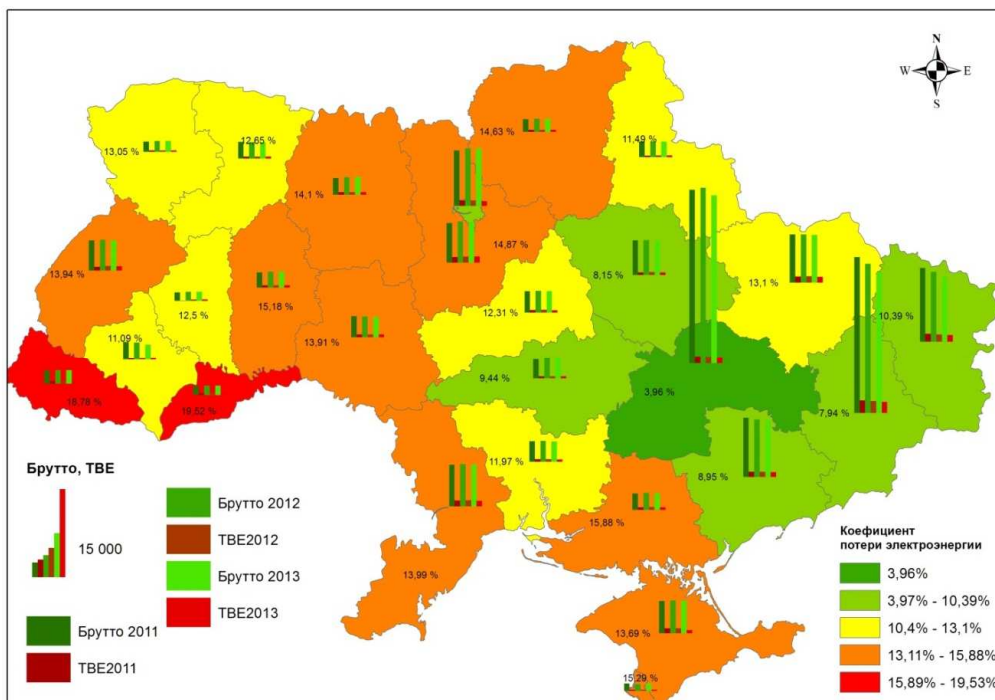 N
W E
S
14,63 %
11,49 %
12,65 %
13,05 %
14,1 %
14,87 %
8,15 %
13,94 %
13,1 %
15,18 %
12,5 %
12,31 %
10,39 %
13,91 %
11,09 %
9,44 %
3,96 %
18,78 %
19,52 %
7,94 %
11,97 %
8,95 %
15,88 %
13,99 %
13,69 %
15,29 %
Брутто, ТВЕ
15 000
Брутто 2011
ТВЕ2011
Брутто 2012
ТВЕ2012
Брутто 2013
ТВЕ2013
Коефициент
потери электроэнергии
3,96%
3,97% - 10,39%
10,4% - 13,1%
13,11% - 15,88%
15,89% - 19,53%